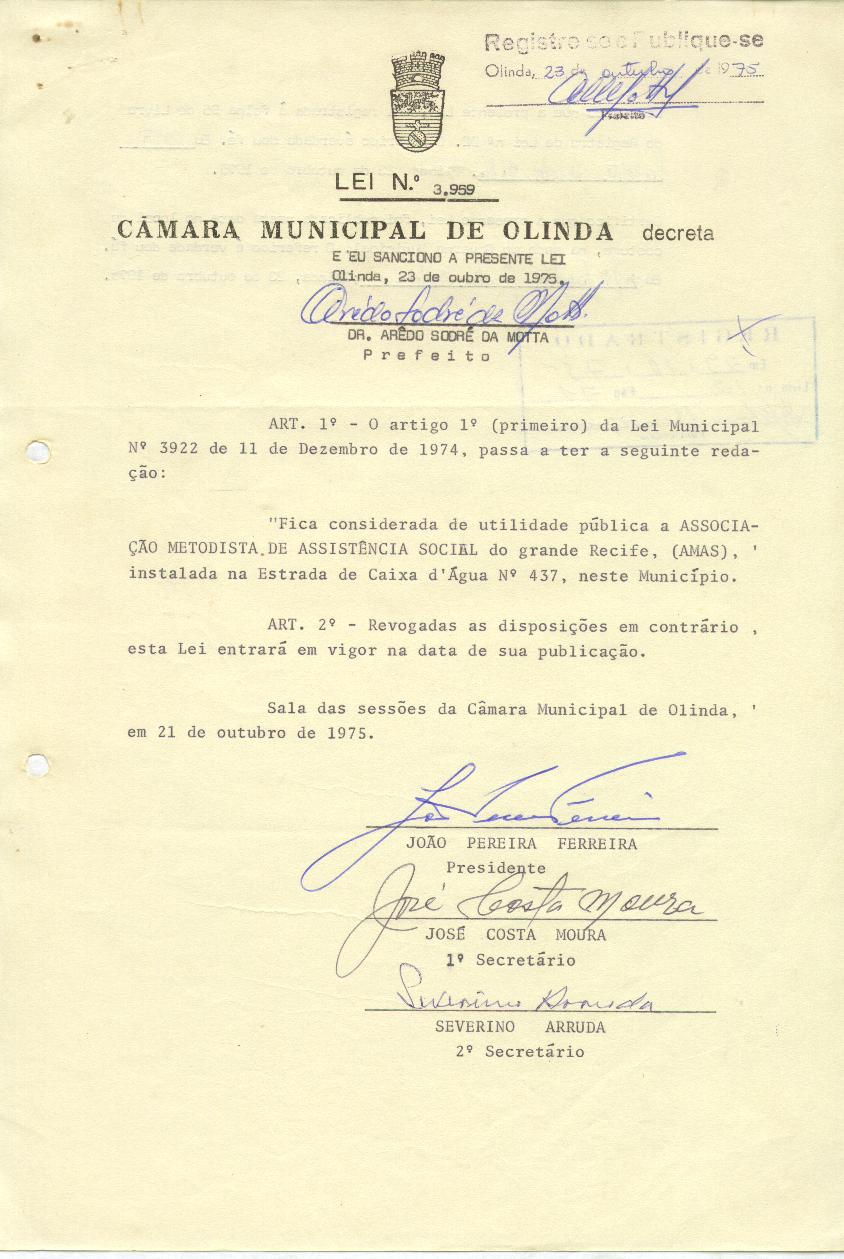 Registre-se e Publique-se
Olinda, 23 de outubro de 1975
Prefeito
LEI N.º 3.959
CÂMARA MUNICIPAL DE OLINDA decreta
E EU SANCIONO A PRESENTE LEI
Olinda, 23 de oubro de 1975.
Arêdo Sodré da Motta
DR. ARÊDO SODRÉ DA MOTTA
Prefeito
ART. 1º - O artigo 1º (primeiro) da Lei Municipal
Nº 3922 de 11 de Dezembro de 1974, passa a ter a seguinte reda-
ção:
"Fica considerada de utilidade pública a ASSOCIA-
ÇÃO METODISTA DE ASSISTÊNCIA SOCIAL do grande Recife, (AMAS), '
instalada na Estrada de Caixa d'Água Nº 437, neste Município.
ART. 2º - Revogadas as disposições em contrário ,
esta Lei entrará em vigor na data de sua publicação.
Sala das sessões da Câmara Municipal de Olinda, '
em 21 de outubro de 1975.
JOÃO PEREIRA FERREIRA
Presidente
José Costa Moura
JOSÉ COSTA MOURA
1º Secretário
Severino Arruda
SEVERINO ARRUDA
2º Secretário